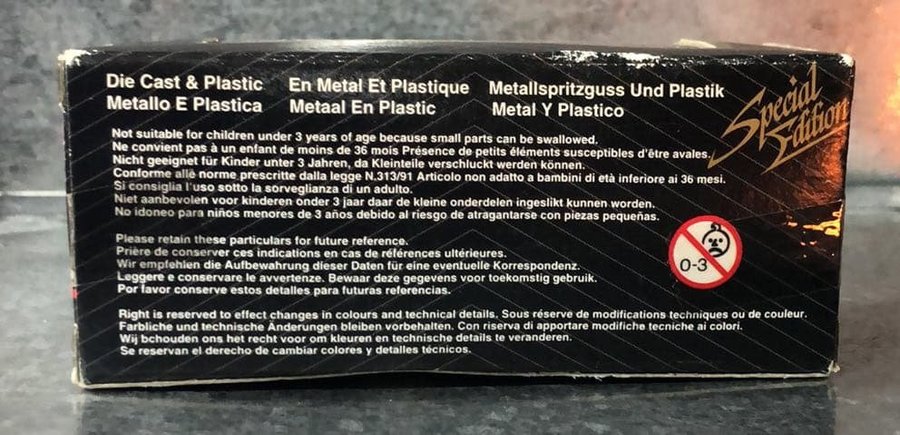 Die Cast & Plastic En Metal Et Plastique Metallspritzguss Und Plastik
Metallo E Plastica Metaal En Plastic Metal Y Plastico
Special
Edition
Not suitable for children under 3 years of age because small parts can be swallowed.
Ne convient pas à un enfant de moins de 36 mois Présence de petits éléments susceptibles d'être avales.
Nicht geeignet für Kinder unter 3 Jahren, da Kleinteile verschluckt werden können.
Conforme alle norme prescritte dalla legge N.313/91 Articolo non adatto a bambini di età inferiore ai 36 mesi.
Si consiglia l'uso sotto la sorveglianza di un adulto.
Niet aanbevolen voor kinderen onder 3 jaar daar de kleine onderdelen ingeslikt kunnen worden.
No idoneo para niños menores de 3 años debido al riesgo de atragantarse con piezas pequeñas.
0-3
Please retain these particulars for future reference.
Prière de conserver ces indications en cas de références ultérieures.
Wir empfehlen die Aufbewahrung dieser Daten für eine eventuelle Korrespondenz.
Leggere e conservare le avvertenze. Bewaar deze gegevens voor toekomstig gebruik.
Por favor conserve estos detalles para futuras referencias.
Right is reserved to effect changes in colours and technical details. Sous réserve de modifications techniques ou de couleur.
Farbliche und technische Änderungen bleiben vorbehalten. Con riserva di apportare modifiche tecniche ai colori.
Wij bchouden ons het recht voor om kleuren en technische details te veranderen.
Se reservan el derecho de cambiar colores y detalles técnicos.